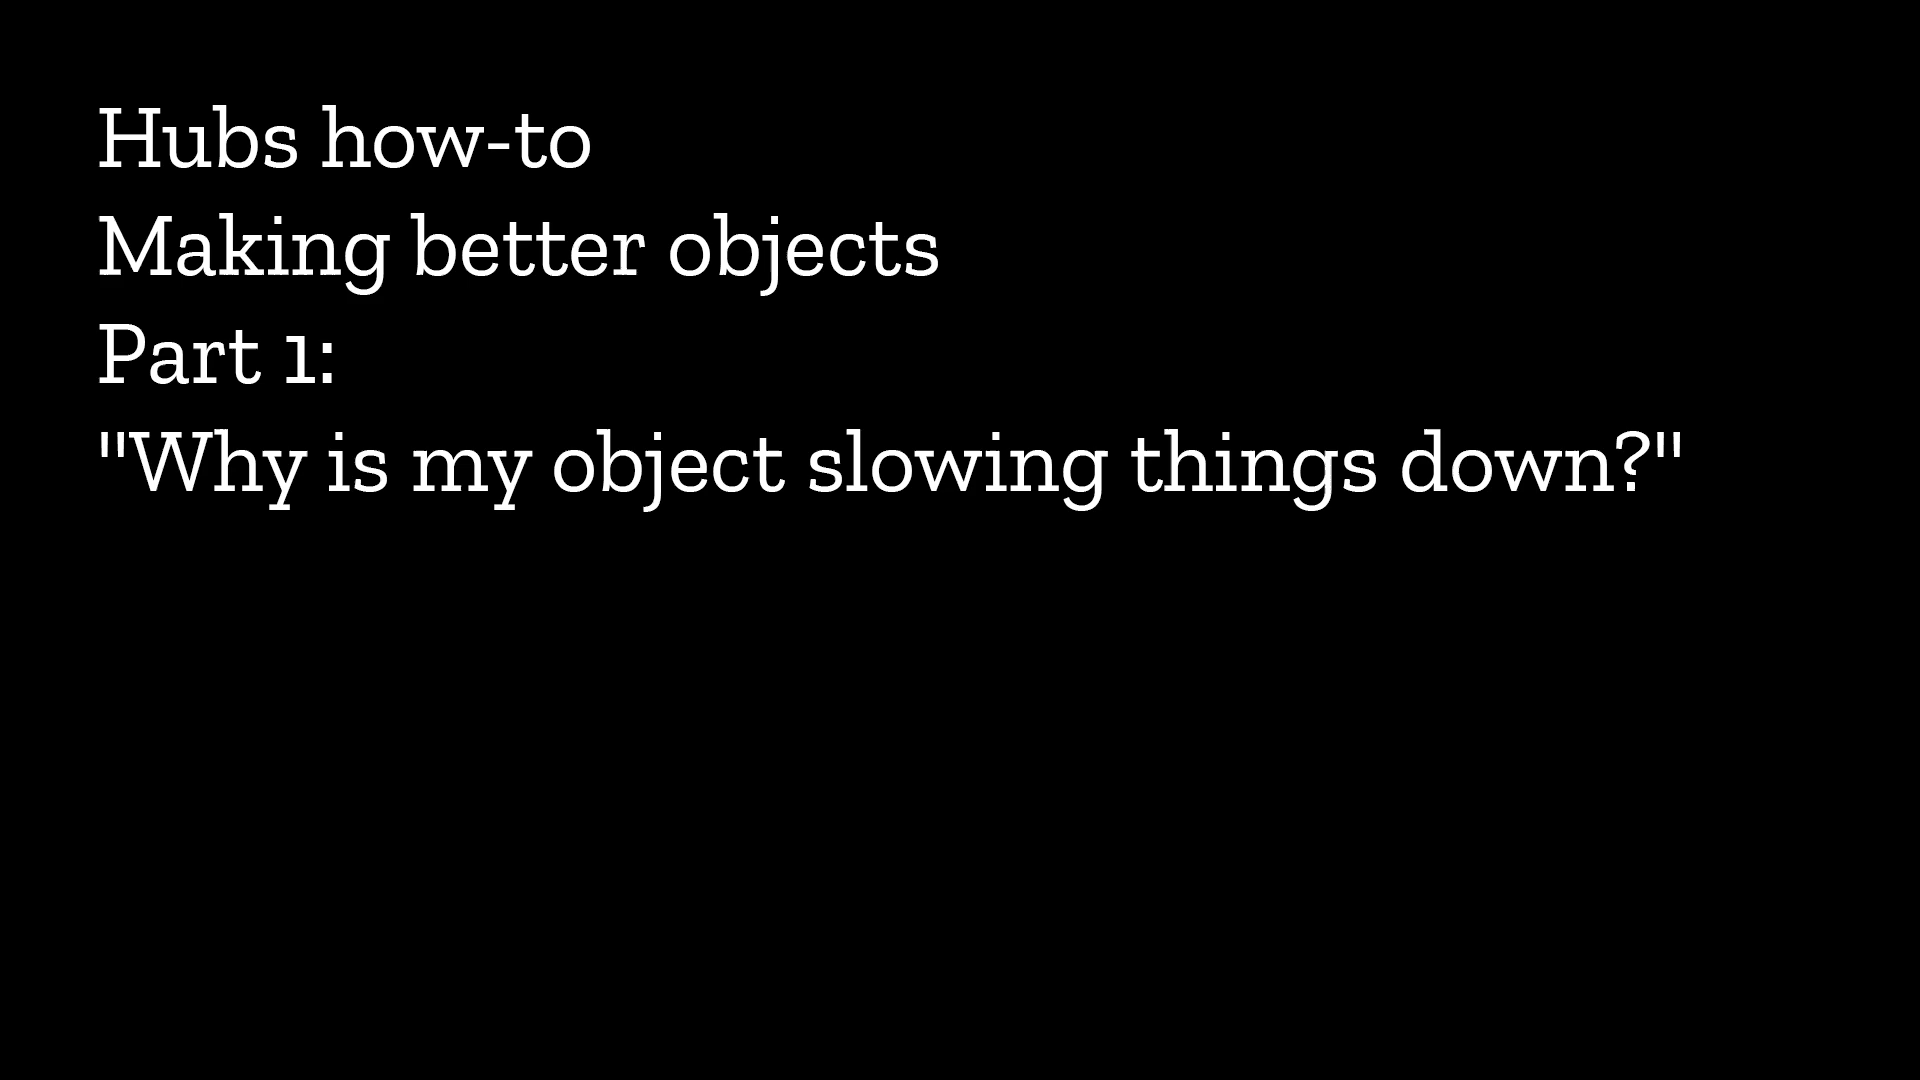 Hubs how-to
Making better objects
Part 1:
"Why is my object slowing things down?"